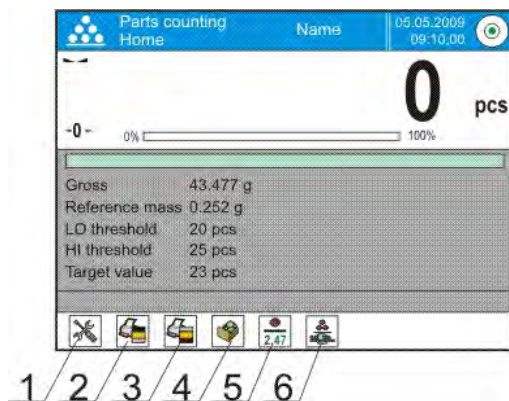 Parts counting
Home
Name
05.05.2009
09:10,00
0
pcs
-0-
0%
100%
Gross 43.477 g
Reference mass 0.252 g
LO threshold 20 pcs
HI threshold 25 pcs
Target value 23 pcs
2,47
1 2 3 4 5 6